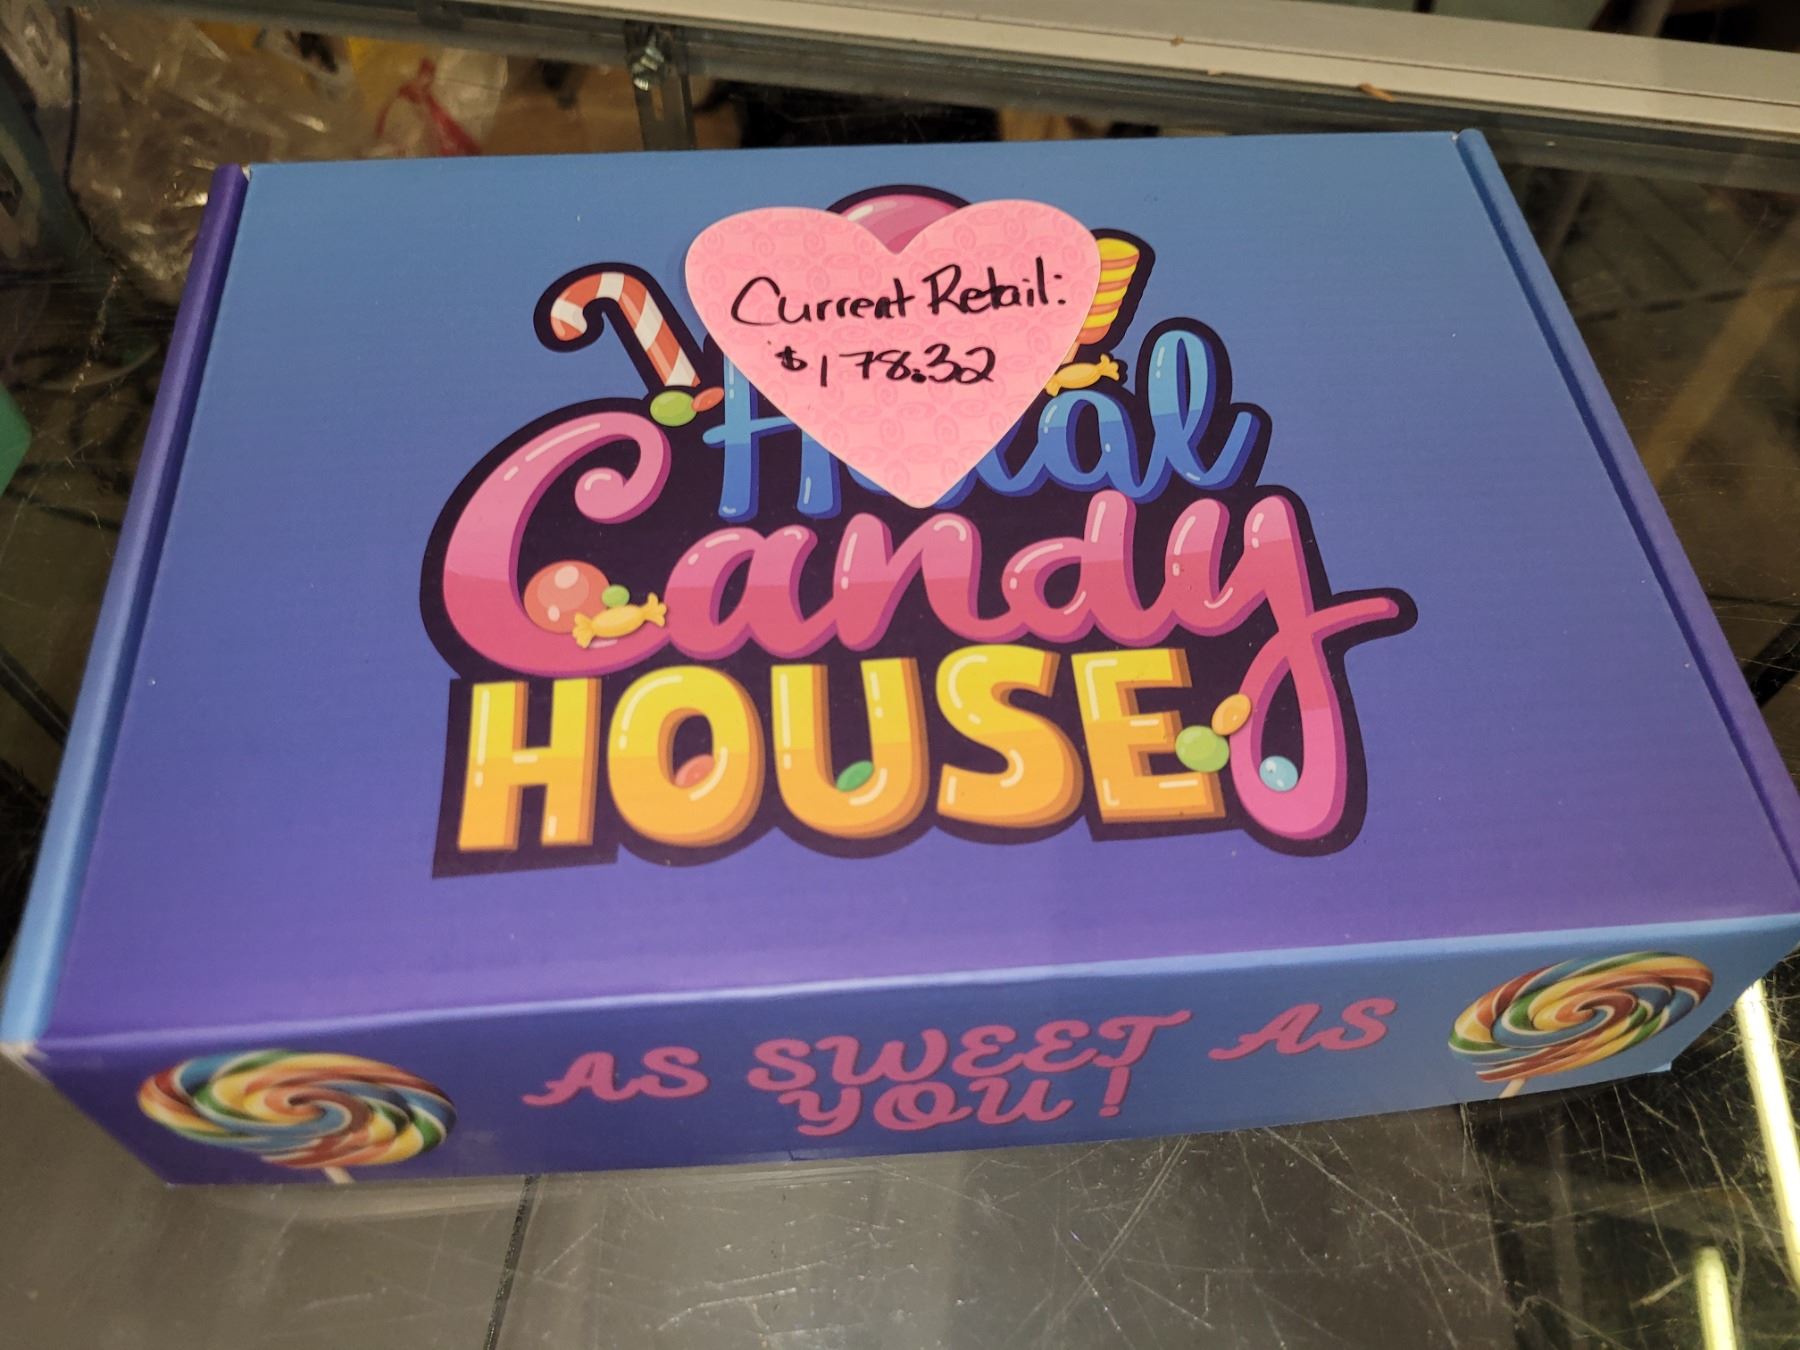 Current Retail:
$178.32
Candy
HOUSE
AS SWEET AS
YOU!